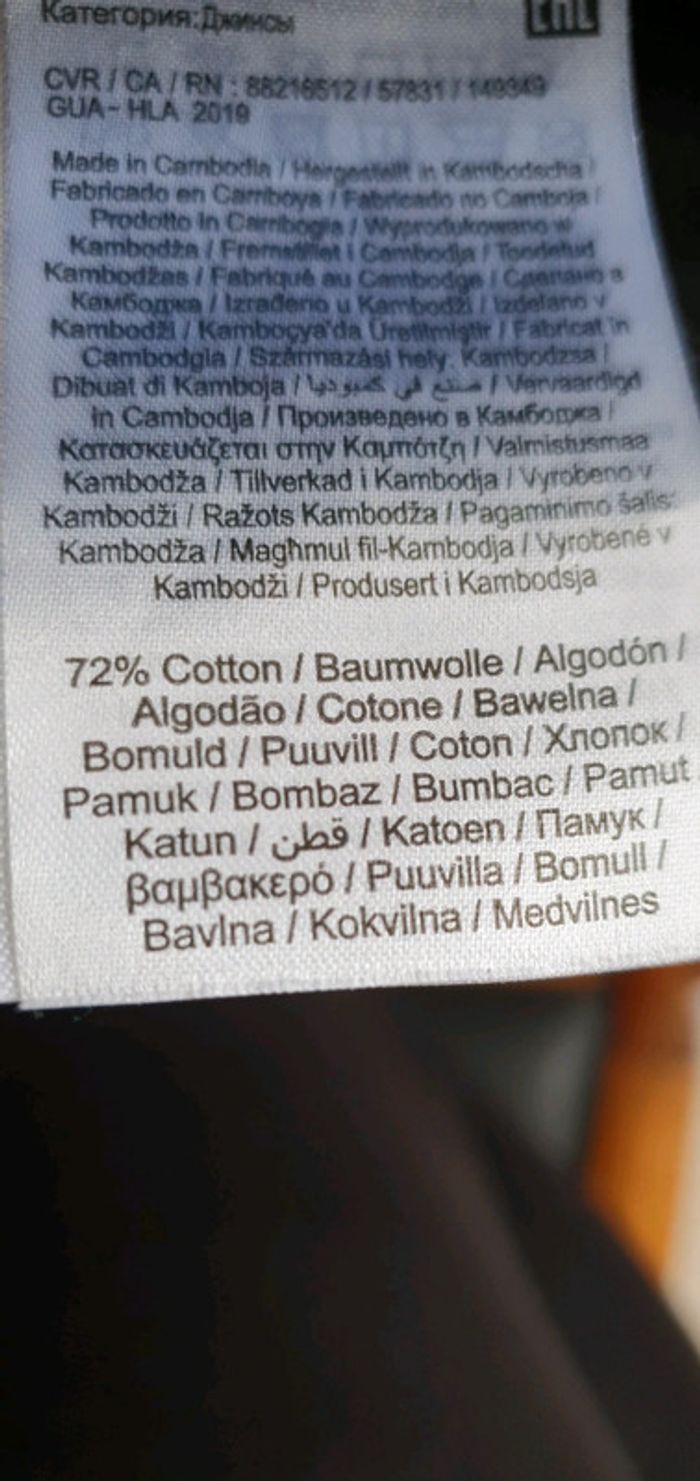 Категория:Джинсы
EAC
CVR / CA / RN : 88216512 / 57831 / 149349
GUA- HLA 2019
Made in Cambodia / Hergestellt in Kambodscha /
Fabricado en Camboya / Fabricado no Camboja /
Prodotto in Cambogia / Wyprodukowano w
Kambodża / Fremstillet i Cambodja / Toodetud
Kambodžas / Fabriqué au Cambodge / Сделано в
Камбоджа / Izrađeno u Kambodži / Izdelano v
Kambodži / Kamboçya'da Üretilmiştir / Fabricat în
Cambodgia / Származási hely: Kambodzsa /
Dibuat di Kamboja / صنع في كمبوديا / Vervaardigd
in Cambodja / Произведено в Камбоджа /
Κατασκευάζεται στην Καμπότζη / Valmistusmaa
Kambodža / Tillverkad i Kambodja / Vyrobeno v
Kambodži / Ražots Kambodža / Pagaminimo šalis:
Kambodža / Magħmul fil-Kambodja / Vyrobené v
Kambodži / Produsert i Kambodsja
72% Cotton / Baumwolle / Algodón /
Algodão / Cotone / Bawelna /
Bomuld / Puuvill / Coton / Хлопок /
Pamuk / Bombaz / Bumbac / Pamut
Katun / قطن / Katoen / Памук /
βαμβακερό / Puuvilla / Bomull /
Bavlna / Kokvilna / Medvilnes